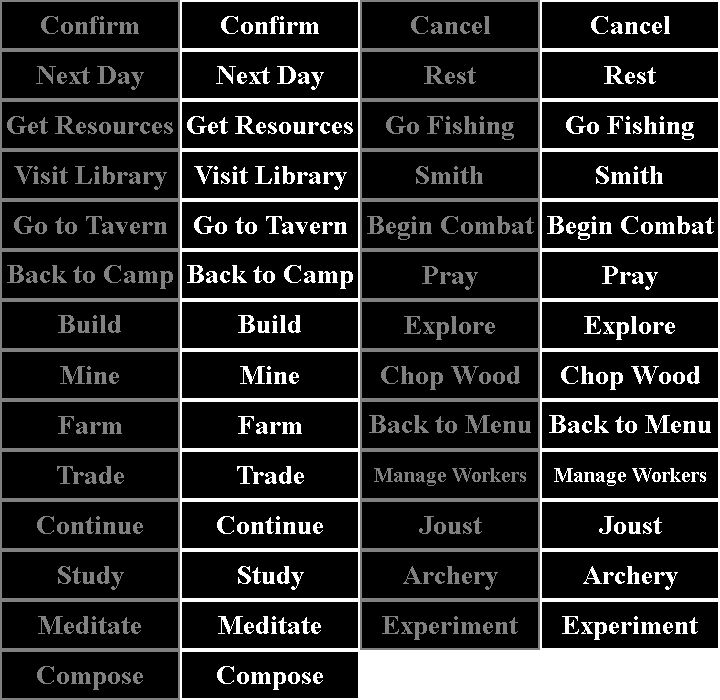 Confirm Confirm Cancel Cancel
Next Day Next Day Rest Rest
Get Resources Get Resources Go Fishing Go Fishing
Visit Library Visit Library Smith Smith
Go to Tavern Go to Tavern Begin Combat Begin Combat
Back to Camp Back to Camp Pray Pray
Build Build Explore Explore
Mine Mine Chop Wood Chop Wood
Farm Farm Back to Menu Back to Menu
Trade Trade Manage Workers Manage Workers
Continue Continue Joust Joust
Study Study Archery Archery
Meditate Meditate Experiment Experiment
Compose Compose